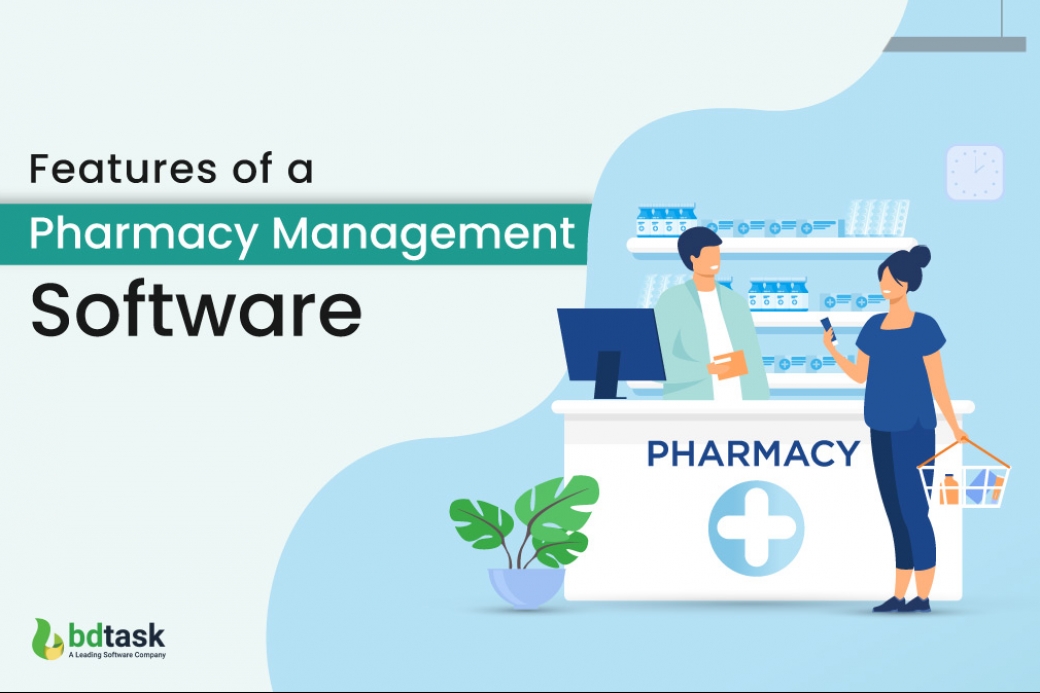 Features of a
Pharmacy Management
Software
PHARMACY
bdtask
A Leading Software Company